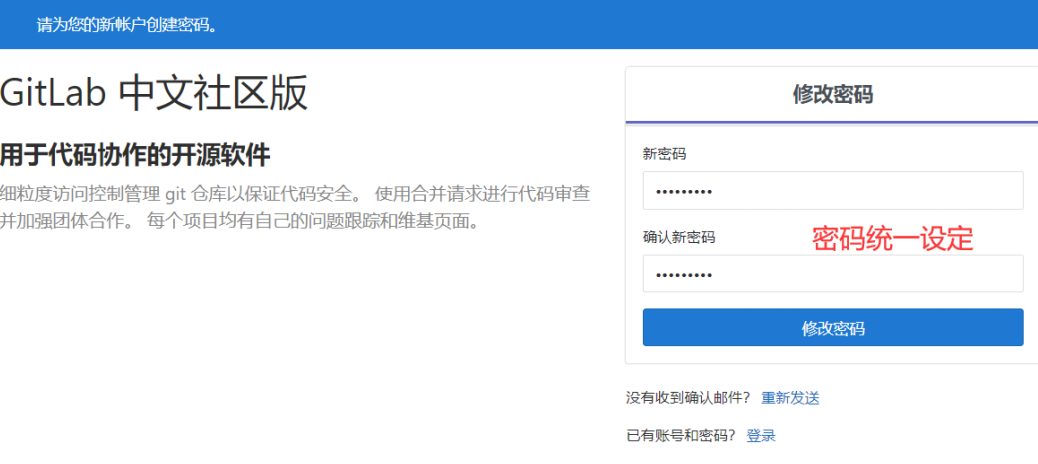 请为您的新帐户创建密码。
GitLab 中文社区版
用于代码协作的开源软件
细粒度访问控制管理 git 仓库以保证代码安全。 使用合并请求进行代码审查
并加强团体合作。 每个项目均有自己的问题跟踪和维基页面。
修改密码
新密码
•••••••••
确认新密码
密码统一设定
•••••••••
修改密码
没有收到确认邮件? 重新发送
已有账号和密码? 登录